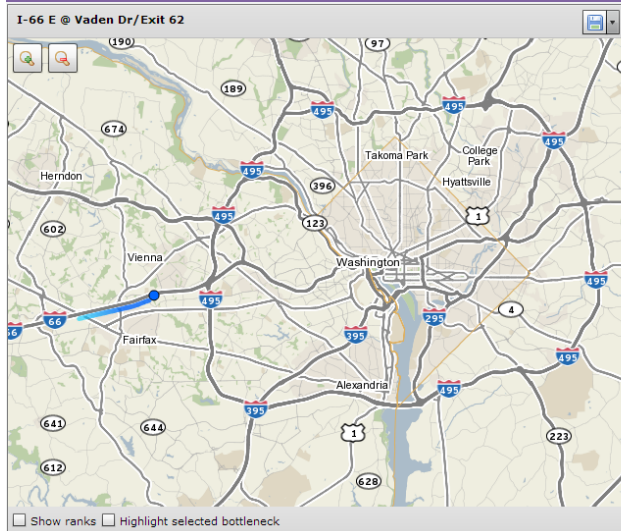 I-66 E @ Vaden Dr/Exit 62
190
97
189
495
495
495
674
Takoma Park
College
Park
Herndon
495
396
Hyattsville
495
123
1
602
Vienna
Washington
495
495
66
66
4
295
395
Fairfax
495
Alexandria
495
395
641
644
1
223
612
628
Show ranks
Highlight selected bottleneck